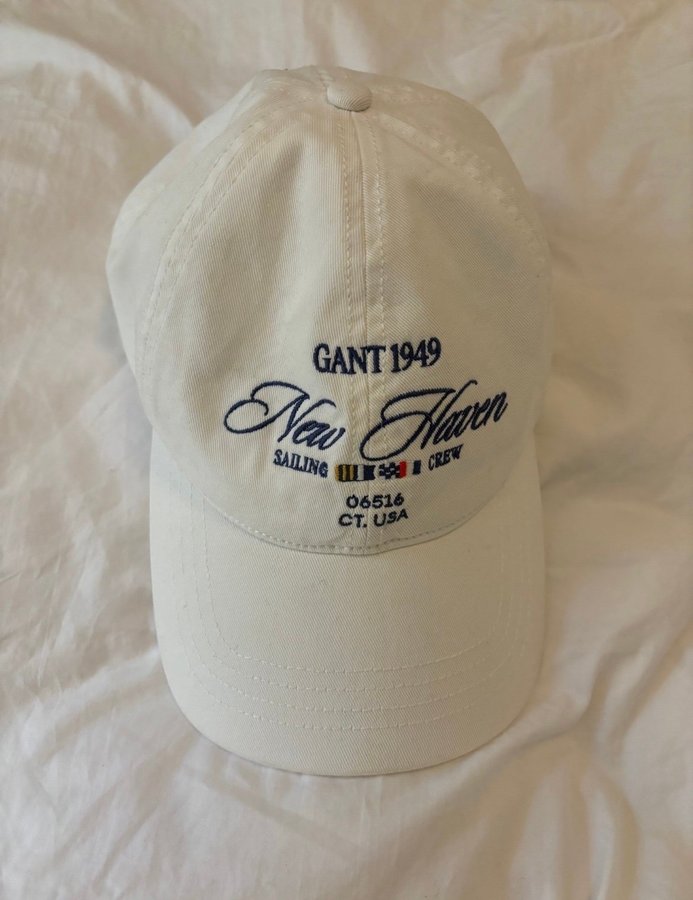 GANT 1949
New Haven
SAILING CREW
06516
CT. USA